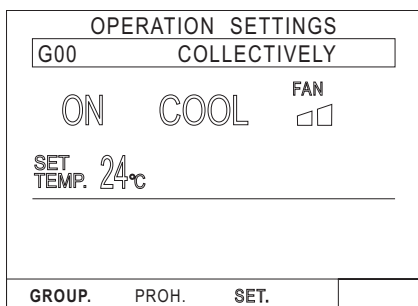 OPERATION SETTINGS
G00 COLLECTIVELY
FAN
ON COOL
SET
TEMP. 24°C
GROUP. PROH. SET.